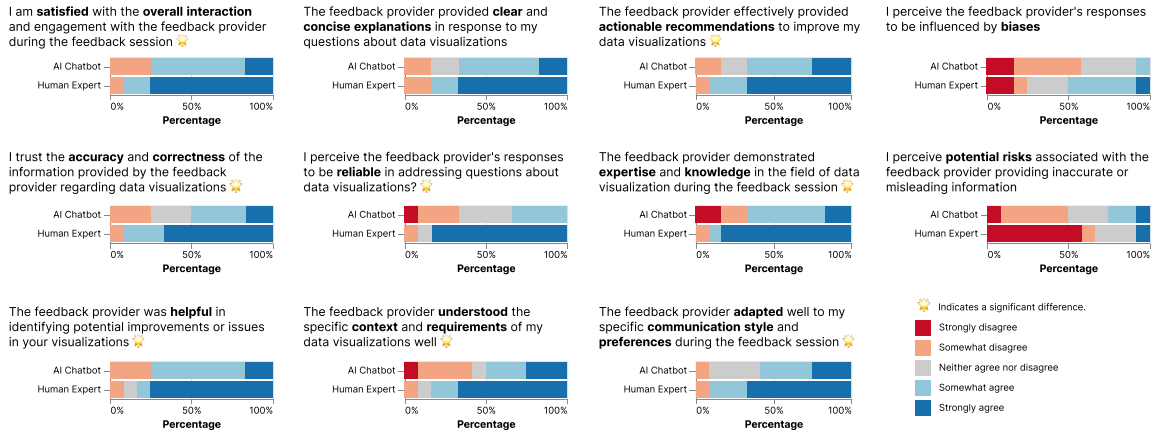 I am satisfied with the overall interaction
and engagement with the feedback provider
during the feedback session
AI Chatbot
Human Expert
0%
50%
100%
Percentage
The feedback provider provided clear and
concise explanations in response to my
questions about data visualizations
AI Chatbot
Human Expert
0%
50%
100%
Percentage
The feedback provider effectively provided
actionable recommendations to improve my
data visualizations
AI Chatbot
Human Expert
0%
50%
100%
Percentage
I perceive the feedback provider's responses
to be influenced by biases
AI Chatbot
Human Expert
0%
50%
100%
Percentage
I trust the accuracy and correctness of the
information provided by the feedback
provider regarding data visualizations
AI Chatbot
Human Expert
0%
50%
100%
Percentage
I perceive the feedback provider's responses
to be reliable in addressing questions about
data visualizations?
AI Chatbot
Human Expert
0%
50%
100%
Percentage
The feedback provider demonstrated
expertise and knowledge in the field of data
visualization during the feedback session
AI Chatbot
Human Expert
0%
50%
100%
Percentage
I perceive potential risks associated with the
feedback provider providing inaccurate or
misleading information
AI Chatbot
Human Expert
0%
50%
100%
Percentage
The feedback provider was helpful in
identifying potential improvements or issues
in your visualizations
AI Chatbot
Human Expert
0%
50%
100%
Percentage
The feedback provider understood the
specific context and requirements of my
data visualizations well
AI Chatbot
Human Expert
0%
50%
100%
Percentage
The feedback provider adapted well to my
specific communication style and
preferences during the feedback session
AI Chatbot
Human Expert
0%
50%
100%
Percentage
Indicates a significant difference.
Strongly disagree
Somewhat disagree
Neither agree nor disagree
Somewhat agree
Strongly agree